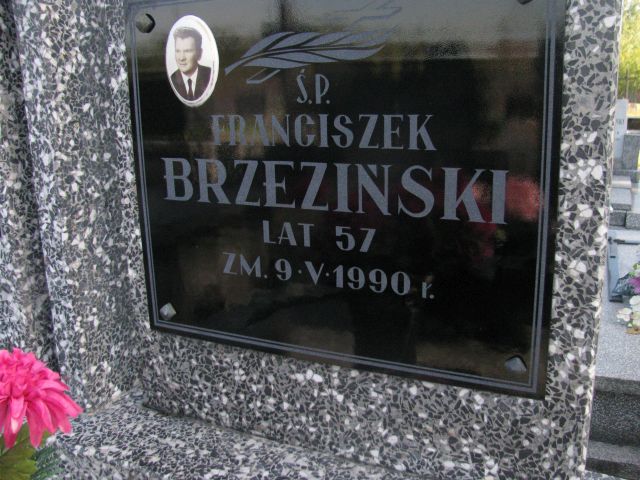 Ś.P.
FRANCISZEK
BRZEZIŃSKI
LAT 57
ZM. 9·V·1990 r.